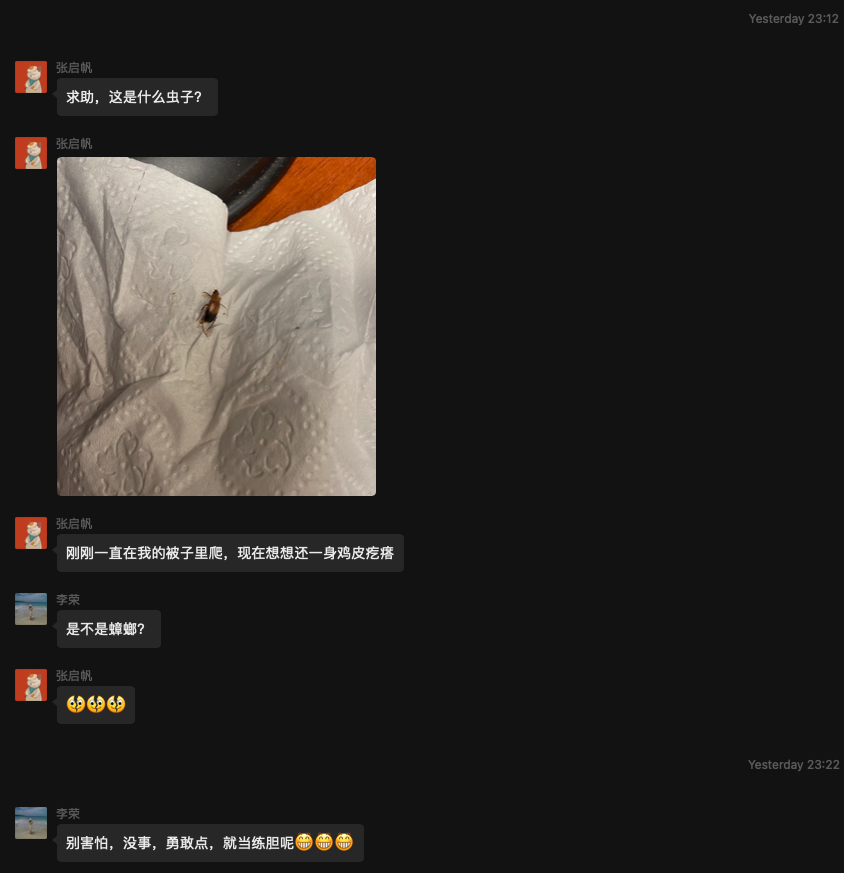 Yesterday 23:12
张启帆
求助，这是什么虫子？
张启帆
张启帆
刚刚一直在我的被子里爬，现在想想还一身鸡皮疙瘩
李荣
是不是蟑螂？
张启帆
🥹🥹🥹
Yesterday 23:22
李荣
别害怕，没事，勇敢点，就当练胆呢😁😁😁